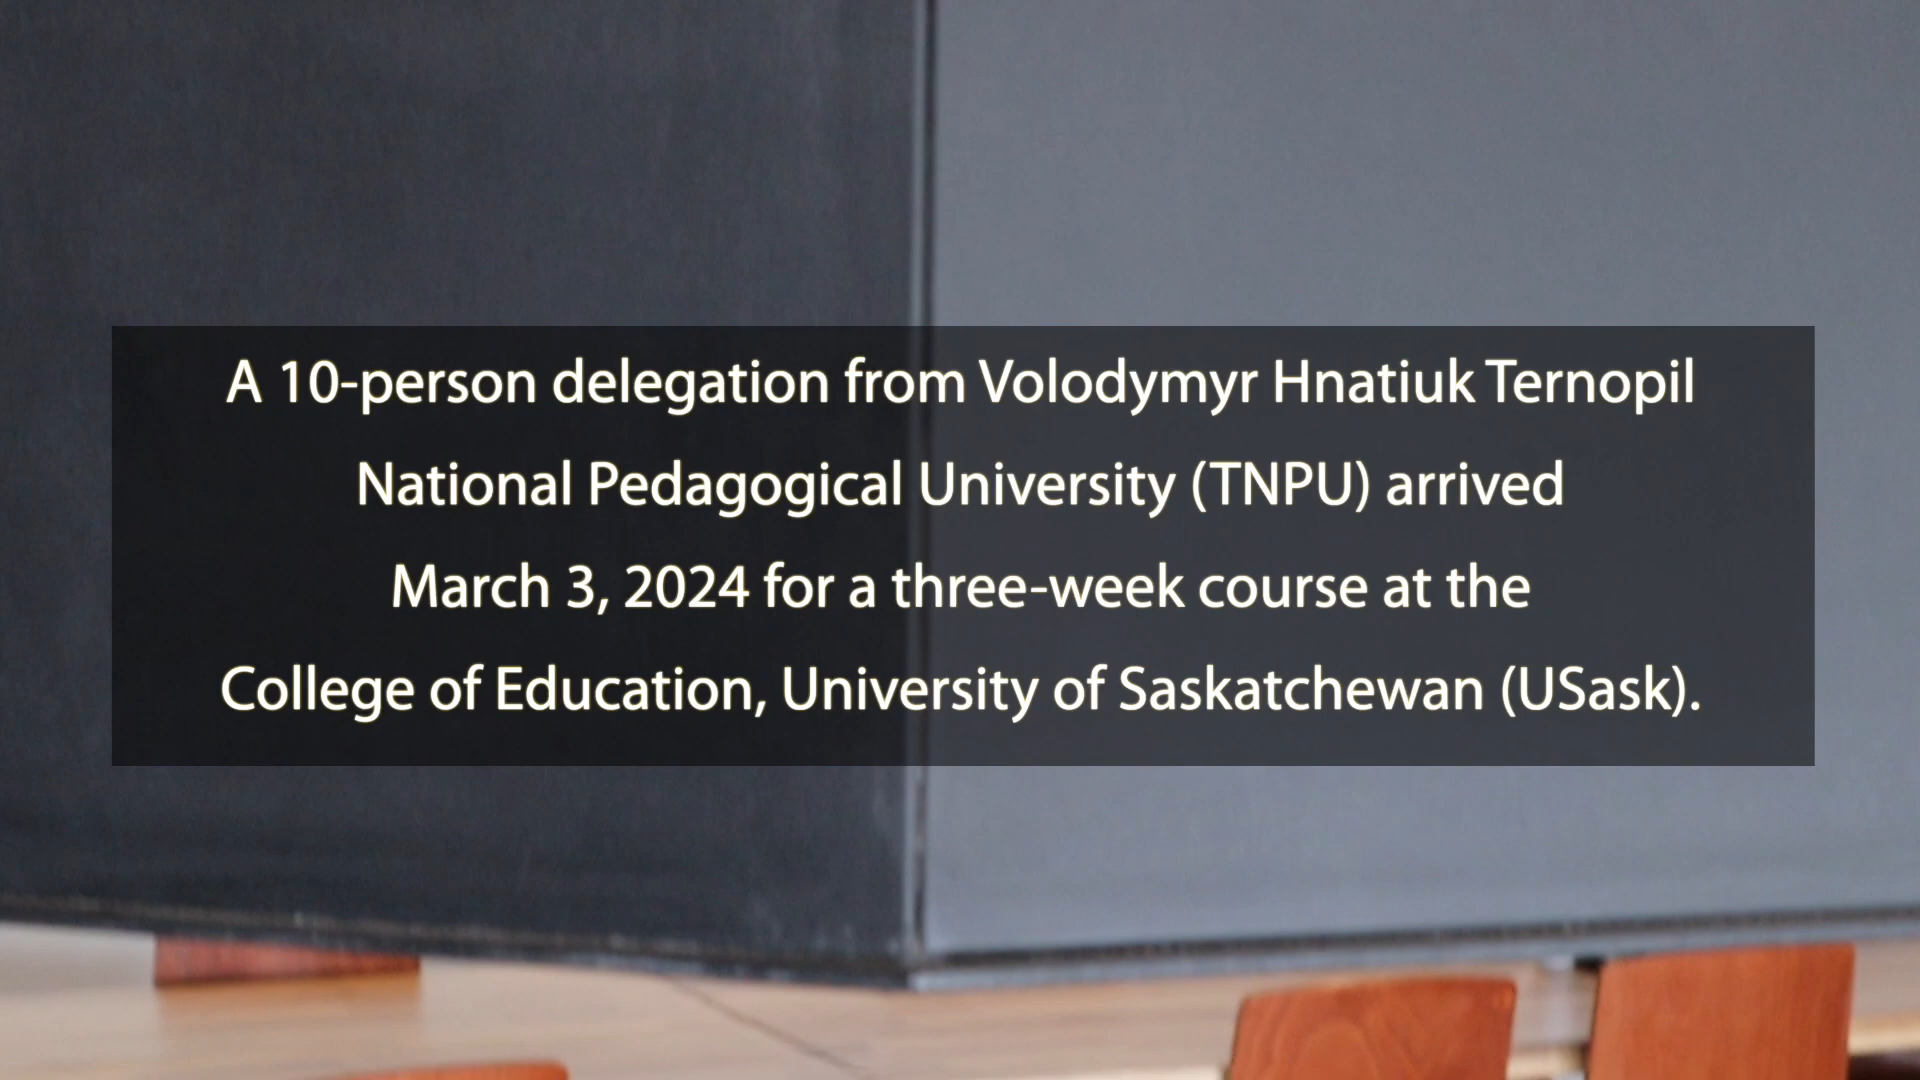 A 10-person delegation from Volodymyr Hnatiuk Ternopil
National Pedagogical University (TNPU) arrived
March 3, 2024 for a three-week course at the
College of Education, University of Saskatchewan (USask).